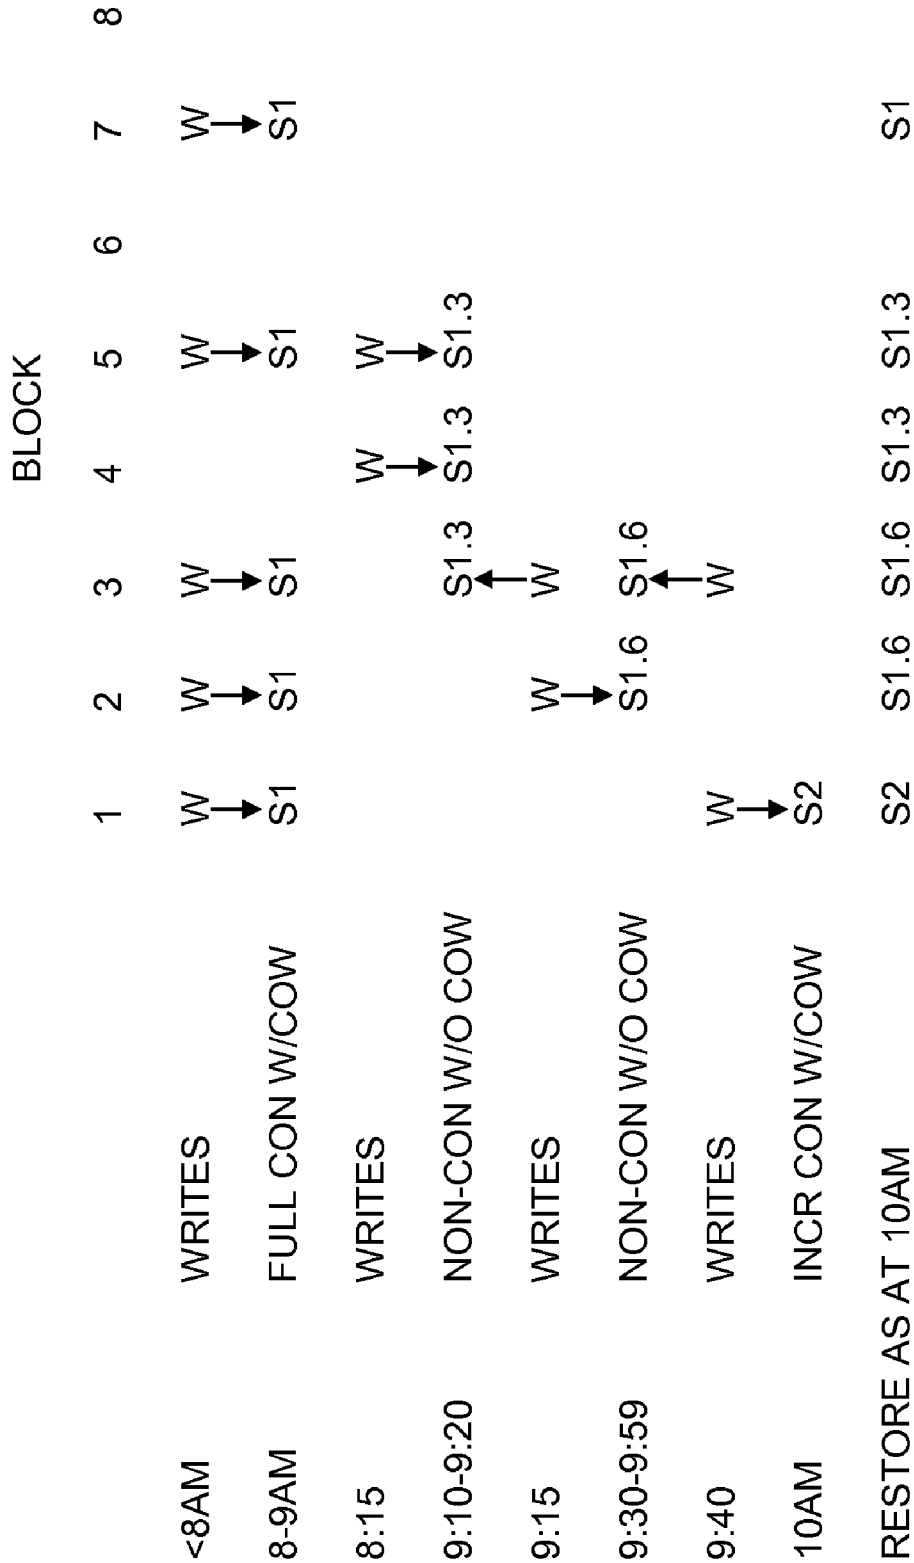 BLOCK
1 2 3 4 5 6 7 8
<8AM WRITES W W W W W
8-9AM FULL CON W/COW S1 S1 S1 S1 S1
8:15 WRITES W W
9:10-9:20 NON-CON W/O COW S1.3 S1.3 S1.3
9:15 WRITES W W
9:30-9:59 NON-CON W/O COW S1.6 S1.6
9:40 WRITES W W
10AM INCR CON W/COW S2
RESTORE AS AT 10AM S2 S1.6 S1.6 S1.3 S1.3 S1